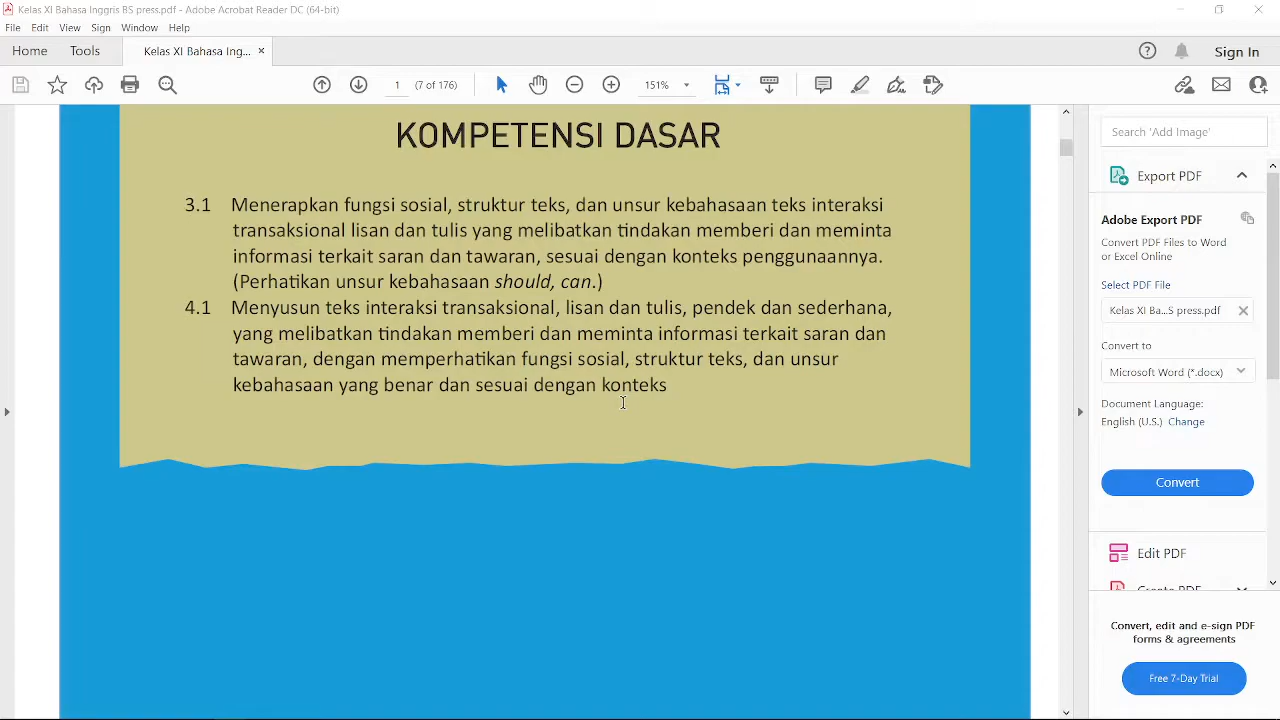 Kelas XI Bahasa Inggris BS press.pdf - Adobe Acrobat Reader DC (64-bit)
File Edit View Sign Window Help
Home Tools Kelas XI Bahasa Ing... × Sign In
1 (7 of 176) 151%
KOMPETENSI DASAR
3.1 Menerapkan fungsi sosial, struktur teks, dan unsur kebahasaan teks interaksi
transaksional lisan dan tulis yang melibatkan tindakan memberi dan meminta
informasi terkait saran dan tawaran, sesuai dengan konteks penggunaannya.
(Perhatikan unsur kebahasaan should, can.)
4.1 Menyusun teks interaksi transaksional, lisan dan tulis, pendek dan sederhana,
yang melibatkan tindakan memberi dan meminta informasi terkait saran dan
tawaran, dengan memperhatikan fungsi sosial, struktur teks, dan unsur
kebahasaan yang benar dan sesuai dengan konteks
Search 'Add Image'
Export PDF
Adobe Export PDF
Convert PDF Files to Word
or Excel Online
Select PDF File
Kelas XI Ba...S press.pdf
Convert to
Microsoft Word (*.docx)
Document Language:
English (U.S.) Change
Convert
Edit PDF
Create PDF
Convert, edit and e-sign PDF
forms & agreements
Free 7-Day Trial